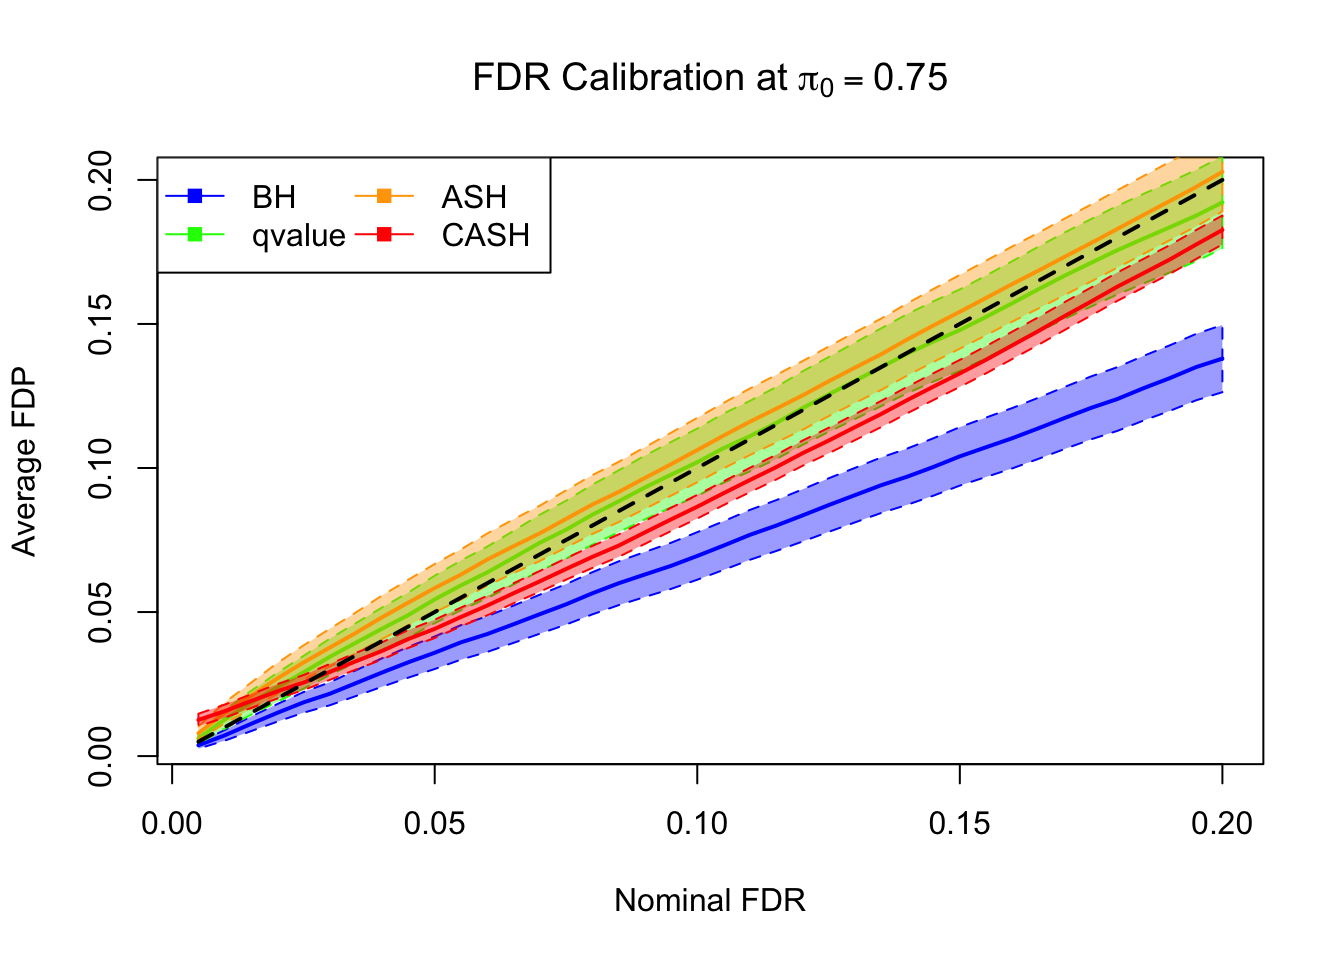 FDR Calibration at π0 = 0.75
BH ASH
qvalue CASH
Average FDP
0.00 0.05 0.10 0.15 0.20
0.00 0.05 0.10 0.15 0.20
Nominal FDR